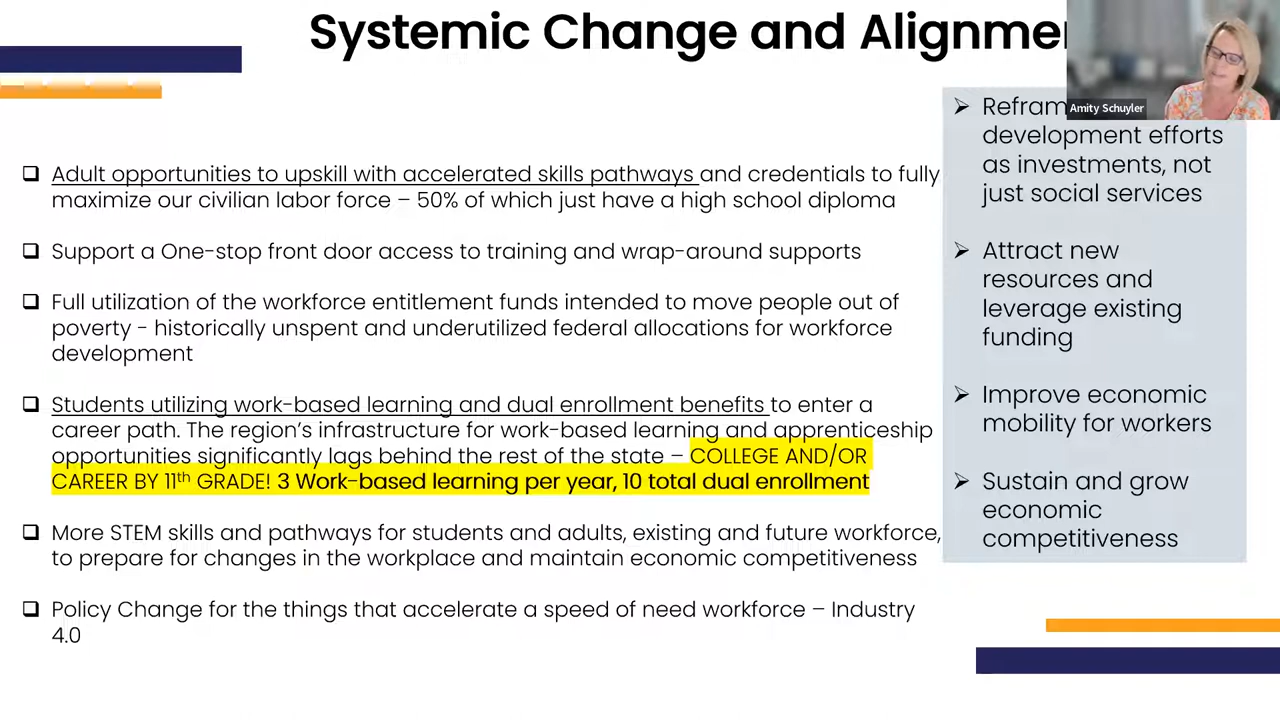 Systemic Change and Alignme
Amity Schuyler
❑ Adult opportunities to upskill with accelerated skills pathways and credentials to fully
maximize our civilian labor force – 50% of which just have a high school diploma
❑ Support a One-stop front door access to training and wrap-around supports
❑ Full utilization of the workforce entitlement funds intended to move people out of
poverty - historically unspent and underutilized federal allocations for workforce
development
❑ Students utilizing work-based learning and dual enrollment benefits to enter a
career path. The region’s infrastructure for work-based learning and apprenticeship
opportunities significantly lags behind the rest of the state – COLLEGE AND/OR
CAREER BY 11th GRADE! 3 Work-based learning per year, 10 total dual enrollment
❑ More STEM skills and pathways for students and adults, existing and future workforce,
to prepare for changes in the workplace and maintain economic competitiveness
❑ Policy Change for the things that accelerate a speed of need workforce – Industry
4.0
➢ Refram
development efforts
as investments, not
just social services
➢ Attract new
resources and
leverage existing
funding
➢ Improve economic
mobility for workers
➢ Sustain and grow
economic
competitiveness